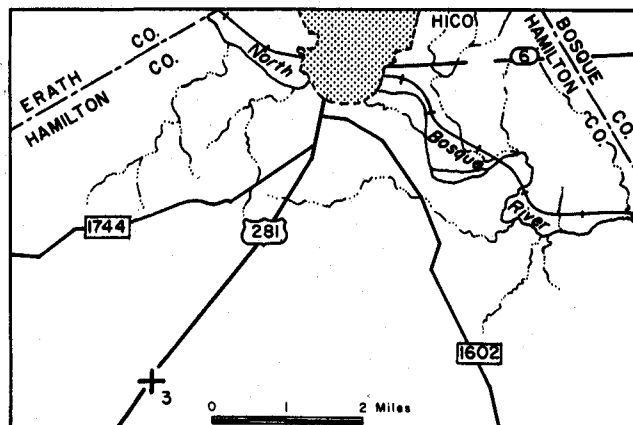 HICO
6
BOSQUE CO.
HAMILTON CO.
ERATH CO.
HAMILTON CO.
North
Bosque
River
1744
281
1602
3
0 1 2 Miles